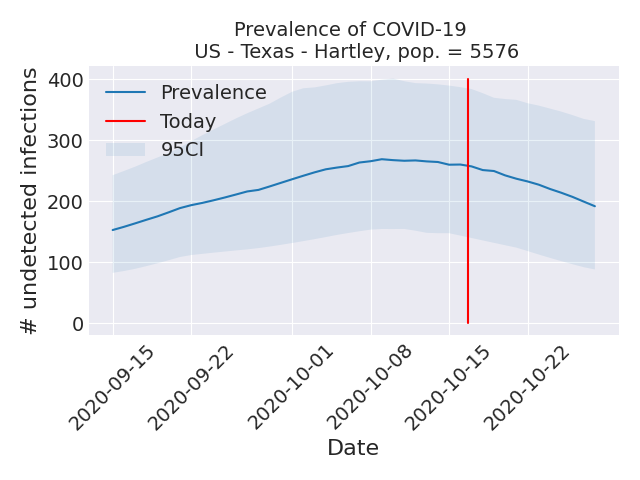 Prevalence of COVID-19
US - Texas - Hartley, pop. = 5576
# undetected infections
400
300
200
100
0
Prevalence
Today
95CI
2020-09-15
2020-09-22
2020-10-01
2020-10-08
2020-10-15
2020-10-22
Date